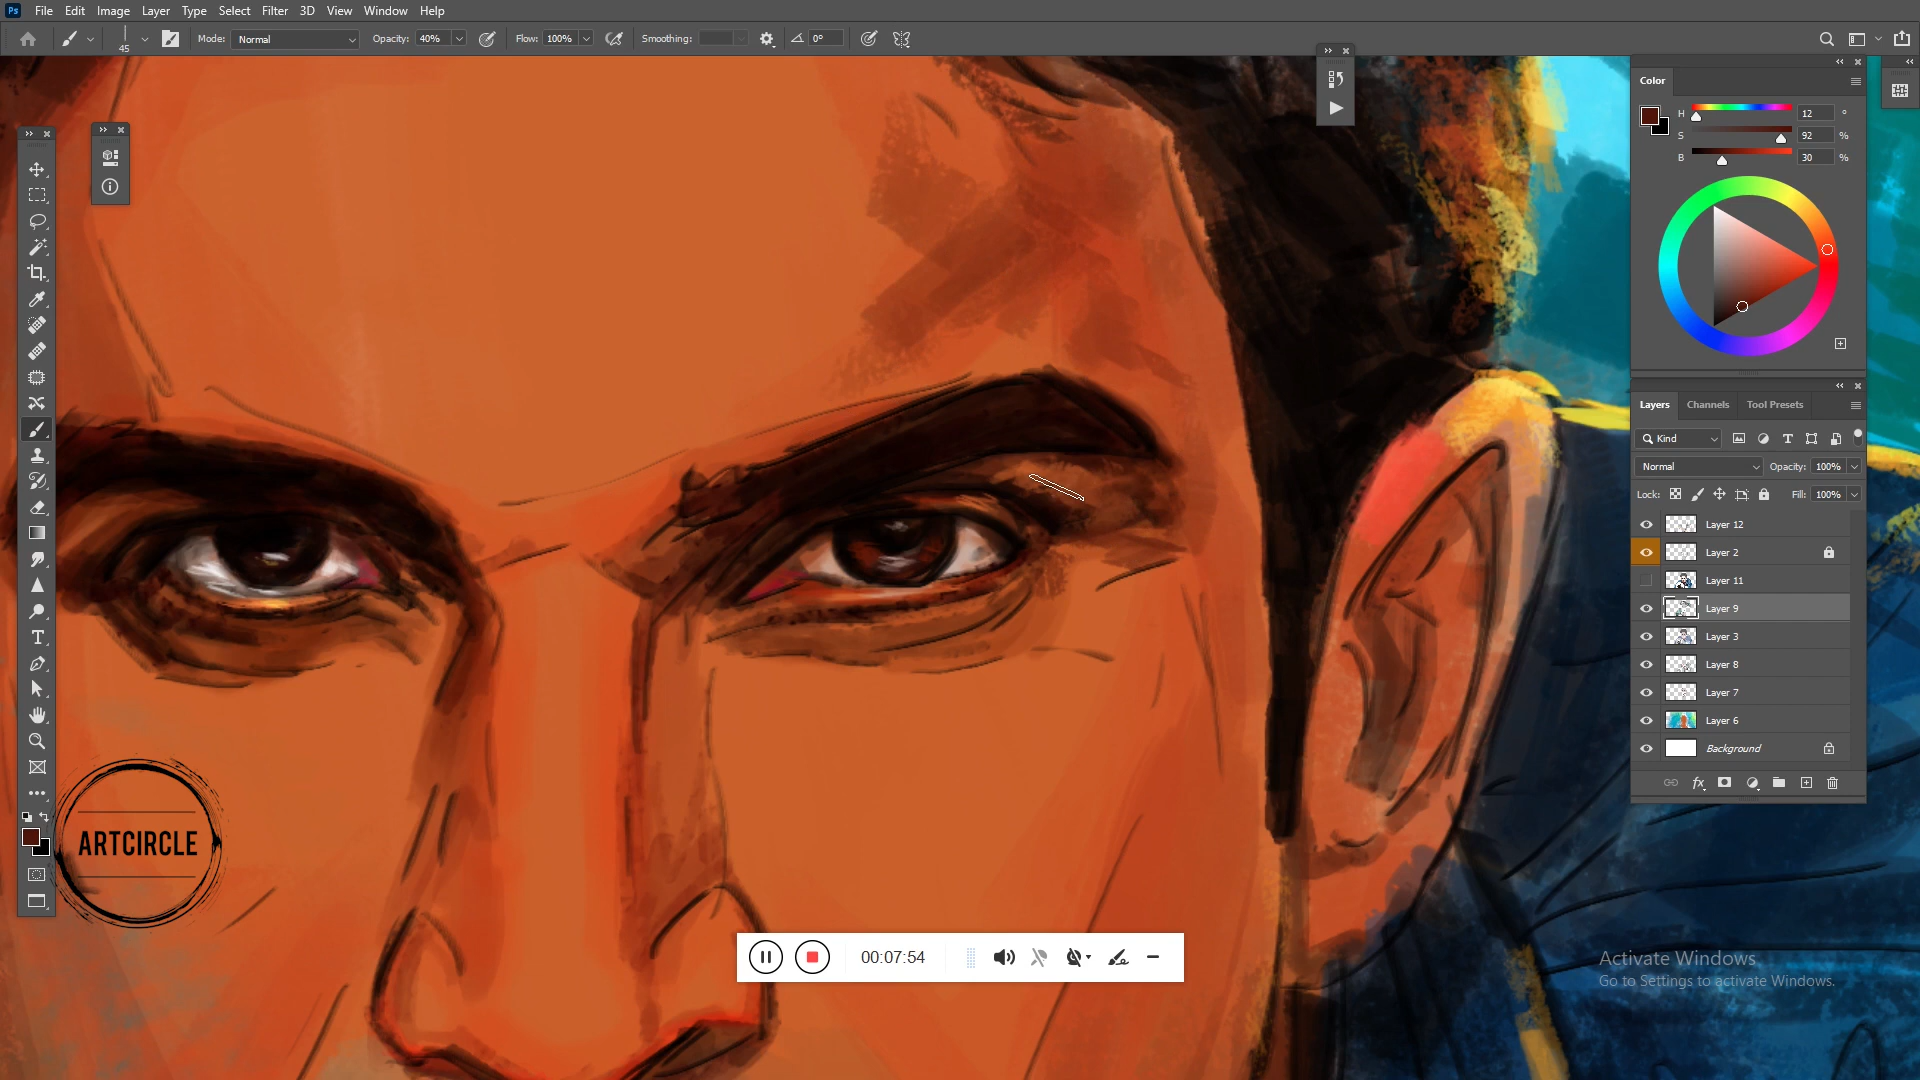 Ps File Edit Image Layer Type Select Filter 3D View Window Help
45 Mode: Normal Opacity: 40% Flow: 100% Smoothing: 0°
Color
H 12 °
S 92 %
B 30 %
Layers Channels Tool Presets
Kind
Normal Opacity: 100%
Lock: Fill: 100%
Layer 12
Layer 2
Layer 11
Layer 9
Layer 3
Layer 8
Layer 7
Layer 6
Background
fx
ARTCIRCLE
00:07:54
Activate Windows
Go to Settings to activate Windows.